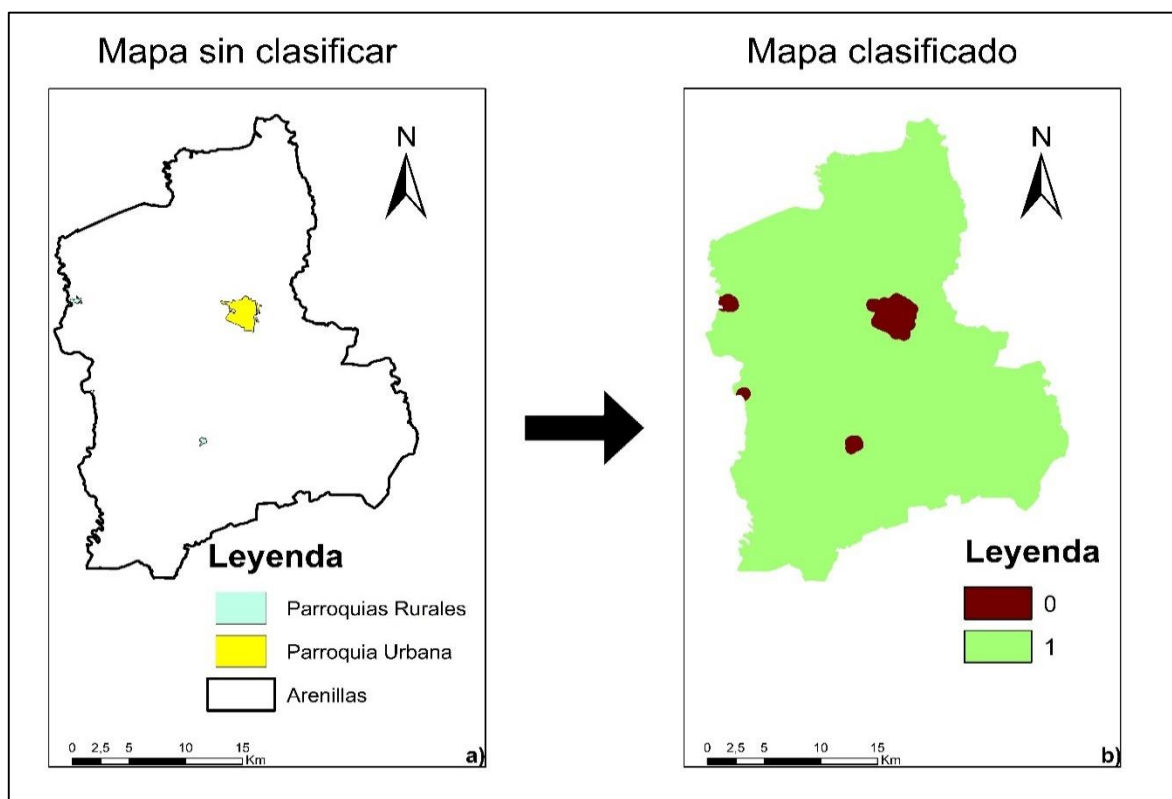 Mapa sin clasificar
N
Leyenda
Parroquias Rurales
Parroquia Urbana
Arenillas
0 2,5 5 10 15
Km
a)
Mapa clasificado
N
Leyenda
0
1
0 2,5 5 10 15
Km
b)